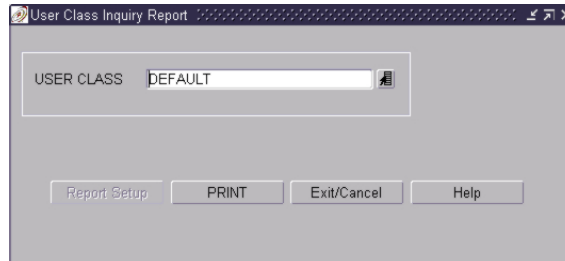 User Class Inquiry Report
USER CLASS DEFAULT
Report Setup PRINT Exit/Cancel Help